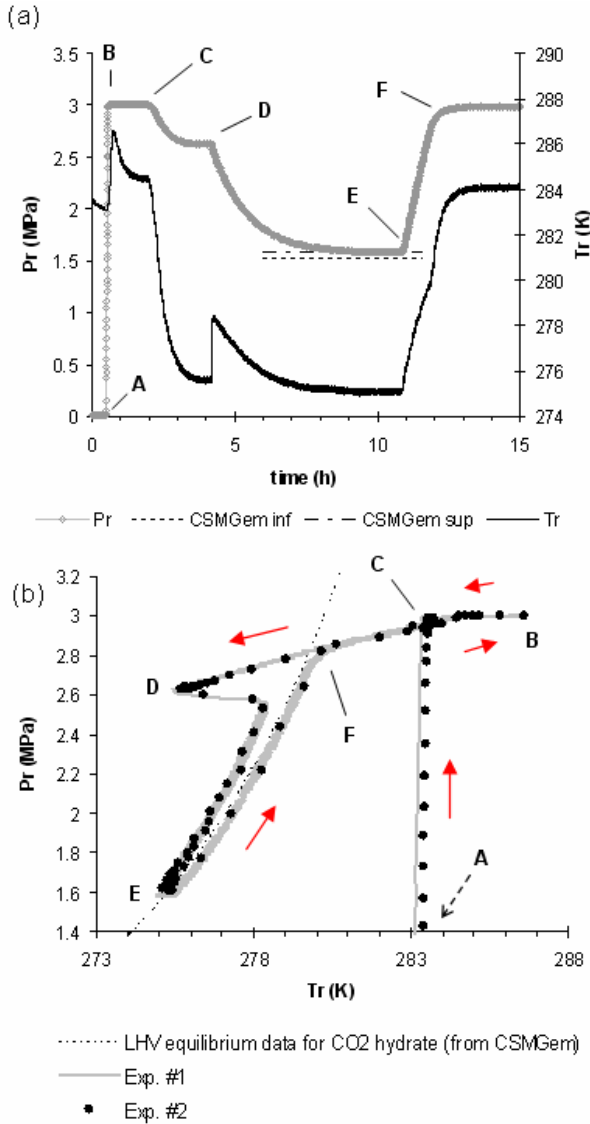 (a)
B
C
D
E
F
A
3.5
3
2.5
2
1.5
1
0.5
0
Pr (MPa)
290
288
286
284
282
280
278
276
274
Tr (K)
0
5
10
15
time (h)
Pr
CSMGem inf
CSMGem sup
Tr
(b)
3.2
3
2.8
2.6
2.4
2.2
2
1.8
1.6
1.4
Pr (MPa)
C
B
D
F
E
A
273
278
283
288
Tr (K)
LHV equilibrium data for CO2 hydrate (from CSMGem)
Exp. #1
Exp. #2